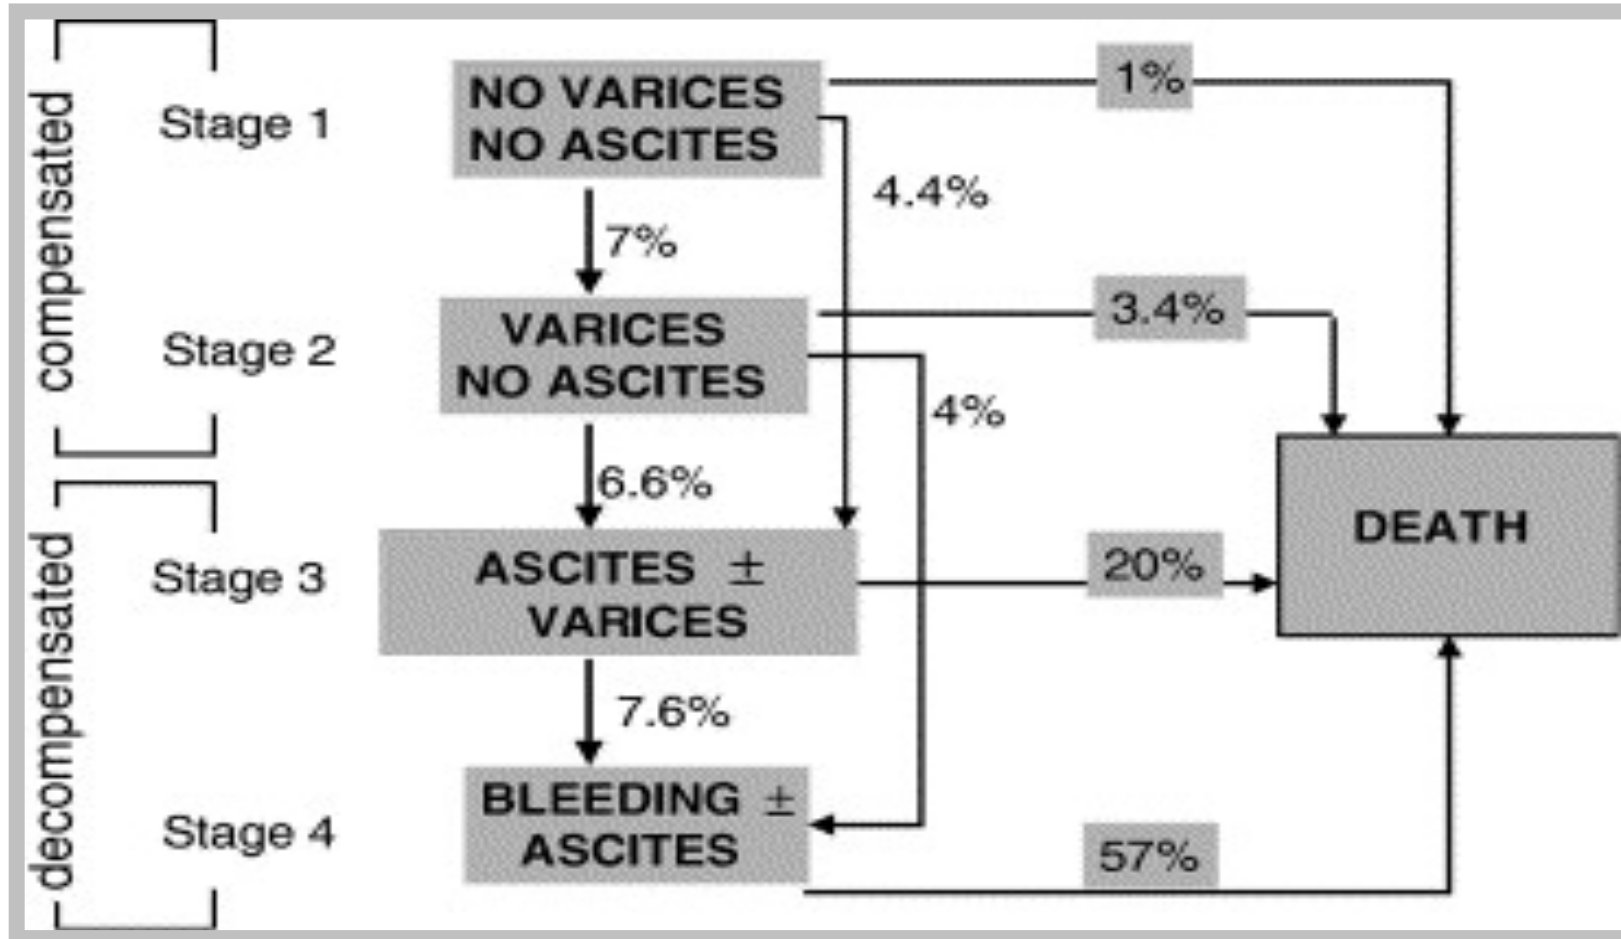 compensated
Stage 1
NO VARICES
NO ASCITES
1%
4.4%
7%
Stage 2
VARICES
NO ASCITES
3.4%
4%
6.6%
decompensated
Stage 3
ASCITES ±
VARICES
20%
DEATH
7.6%
Stage 4
BLEEDING ±
ASCITES
57%